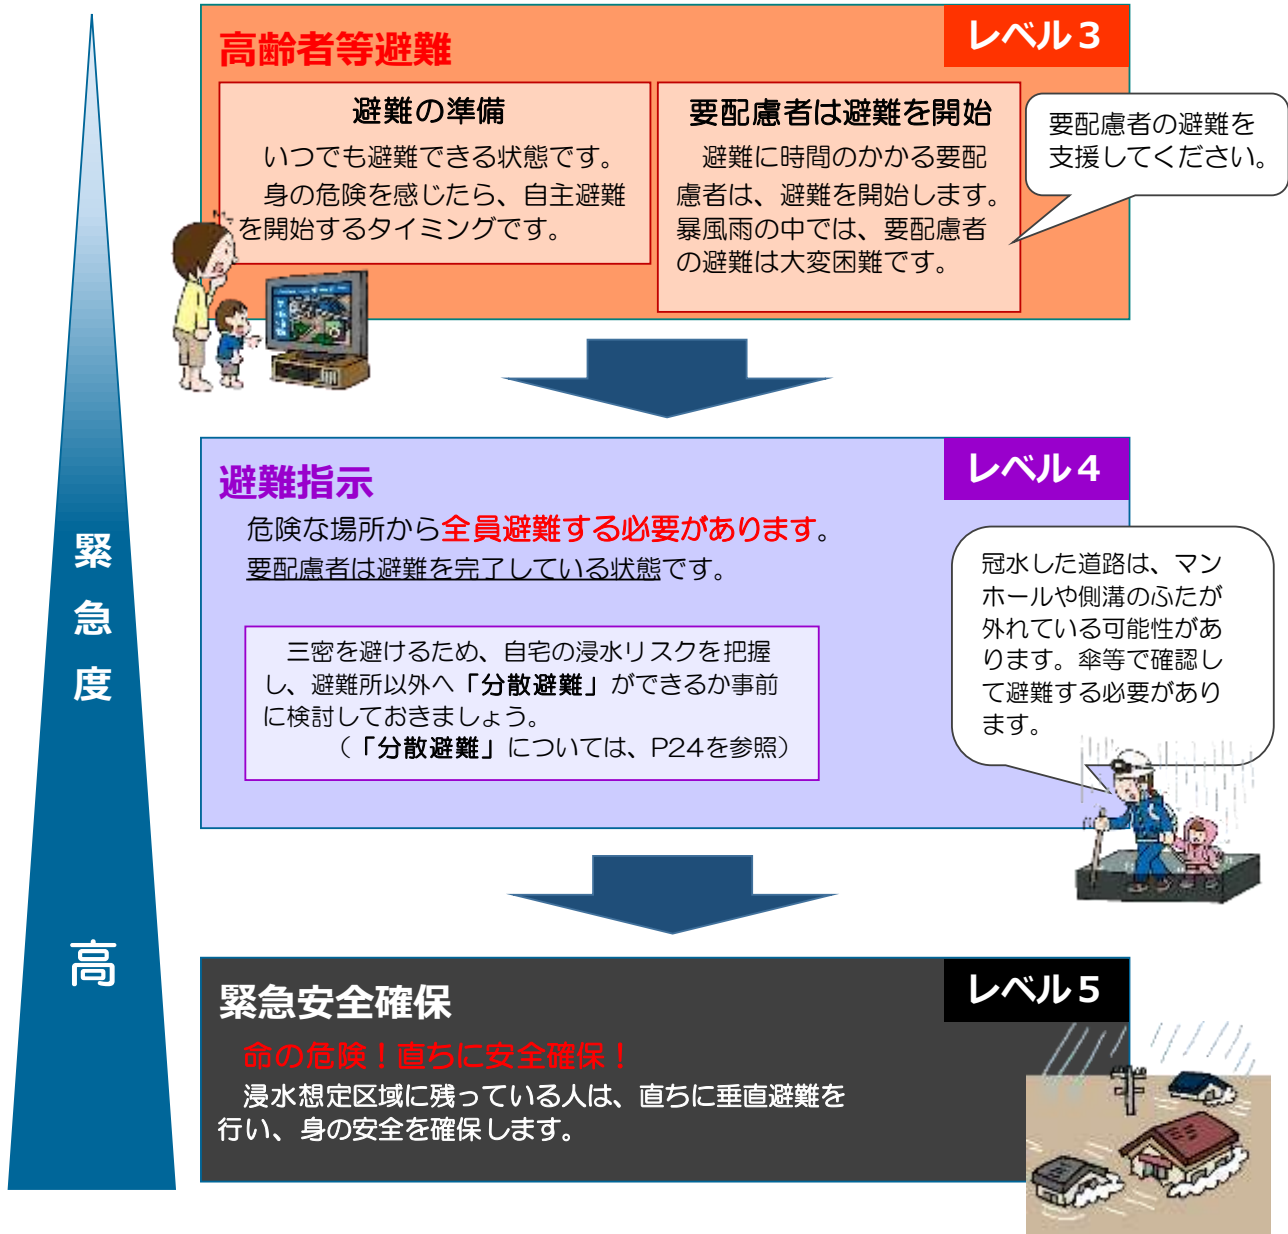 高齢者等避難
レベル３
避難の準備
いつでも避難できる状態です。
身の危険を感じたら、自主避難
を開始するタイミングです。
要配慮者は避難を開始
避難に時間のかかる要配
慮者は、避難を開始します。
暴風雨の中では、要配慮者
の避難は大変困難です。
要配慮者の避難を
支援してください。
避難指示
レベル４
危険な場所から全員避難する必要があります。
要配慮者は避難を完了している状態です。
三密を避けるため、自宅の浸水リスクを把握
し、避難所以外へ「分散避難」ができるか事前
に検討しておきましょう。
（「分散避難」については、P24を参照）
冠水した道路は、マン
ホールや側溝のふたが
外れている可能性があ
ります。傘等で確認し
て避難する必要があり
ます。
緊急度
高
緊急安全確保
レベル５
命の危険！直ちに安全確保！
浸水想定区域に残っている人は、直ちに垂直避難を
行い、身の安全を確保します。